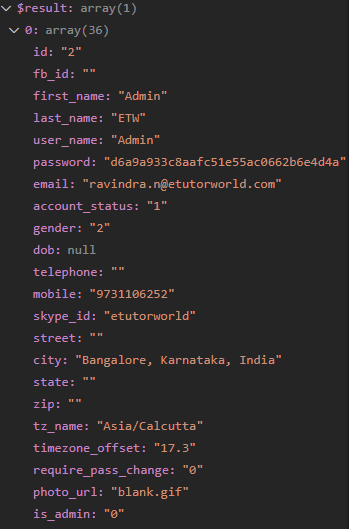 $result: array(1)
0: array(36)
id: "2"
fb_id: ""
first_name: "Admin"
last_name: "ETW"
user_name: "Admin"
password: "d6a9a933c8aafc51e55ac0662b6e4d4a"
email: "ravindra.n@etutorworld.com"
account_status: "1"
gender: "2"
dob: null
telephone: ""
mobile: "9731106252"
skype_id: "etutorworld"
street: ""
city: "Bangalore, Karnataka, India"
state: ""
zip: ""
tz_name: "Asia/Calcutta"
timezone_offset: "17.3"
require_pass_change: "0"
photo_url: "blank.gif"
is_admin: "0"